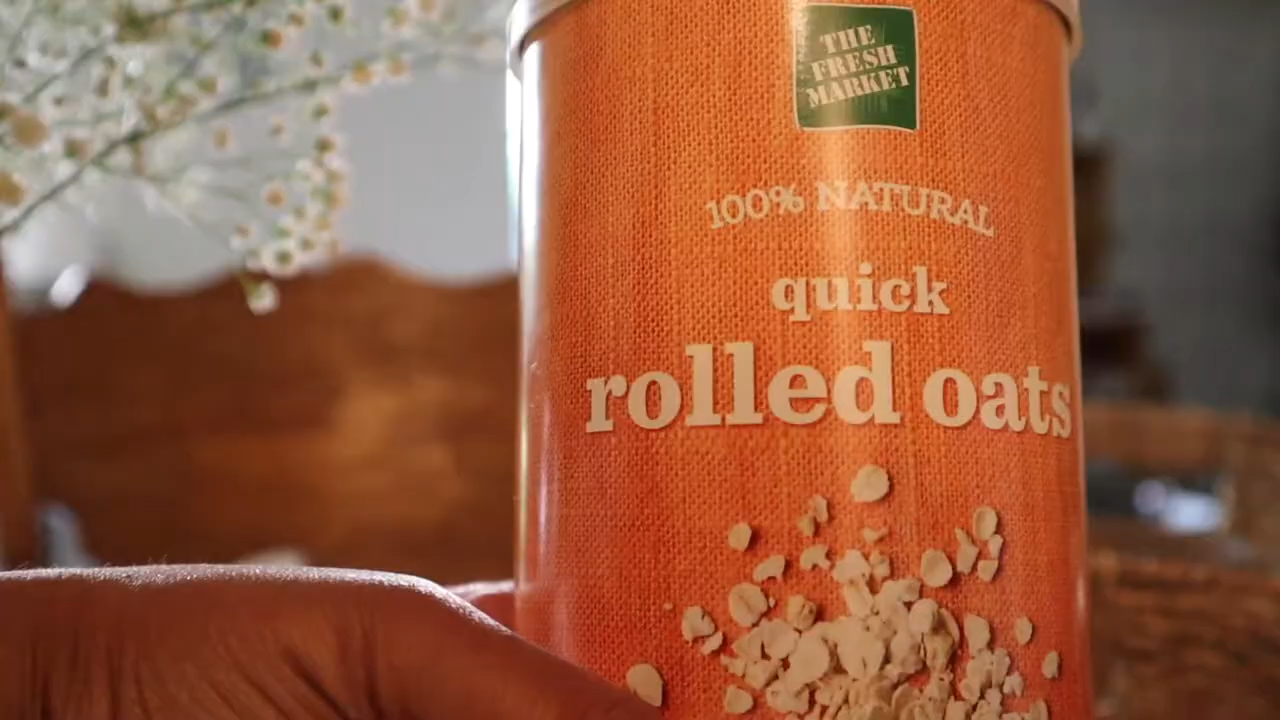 THE
FRESH
MARKET
100% NATURAL
quick
rolled oats